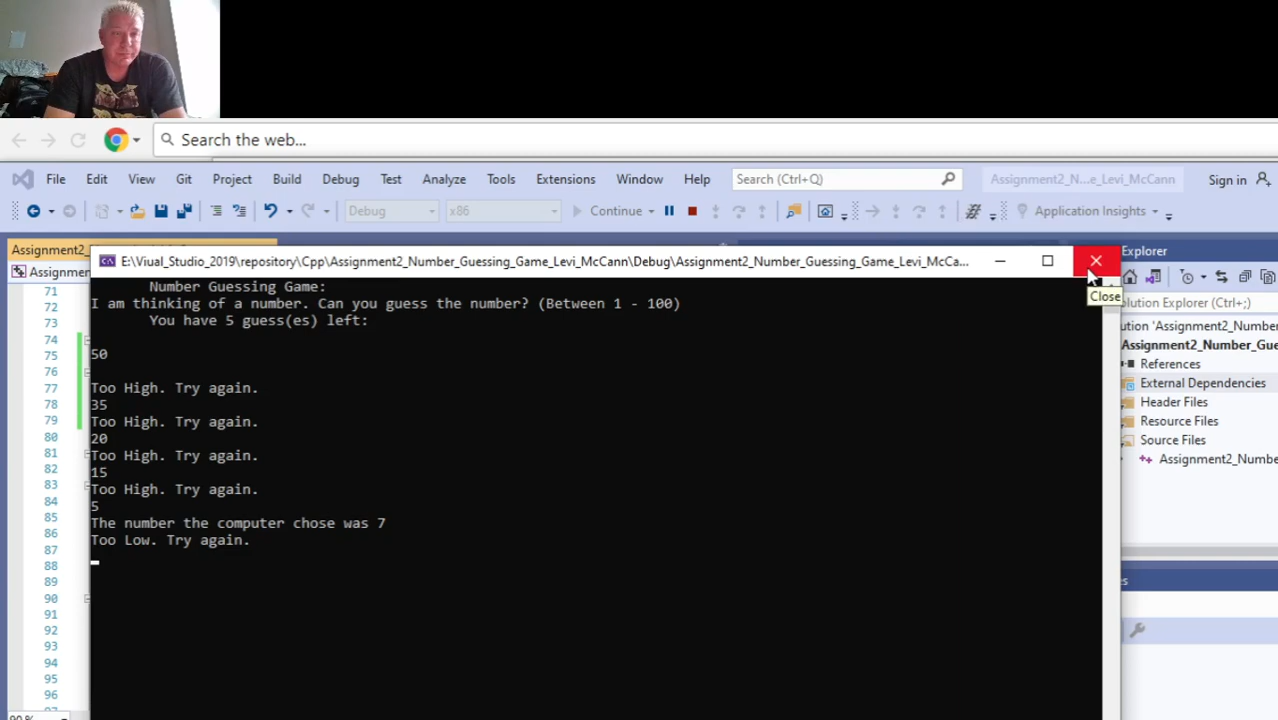 Search the web...
File Edit View Git Project Build Debug Test Analyze Tools Extensions Window Help Search (Ctrl+Q) Assignment2_N...e_Levi_McCann Sign in
Debug x86 Continue Application Insights
Assignment2_ Explorer
E:\Viual_Studio_2019\repository\Cpp\Assignment2_Number_Guessing_Game_Levi_McCann\Debug\Assignment2_Number_Guessing_Game_Levi_McCa...
Assignmen
Close
Number Guessing Game:
I am thinking of a number. Can you guess the number? (Between 1 - 100)
You have 5 guess(es) left:
50
Too High. Try again.
35
Too High. Try again.
20
Too High. Try again.
15
Too High. Try again.
5
The number the computer chose was 7
Too Low. Try again.
71
72
73
74
75
76
77
78
79
80
81
82
83
84
85
86
87
88
89
90
91
92
93
94
95
96
olution Explorer (Ctrl+;)
ution 'Assignment2_Number
Assignment2_Number_Gue
References
External Dependencies
Header Files
Resource Files
Source Files
Assignment2_Numbe
es